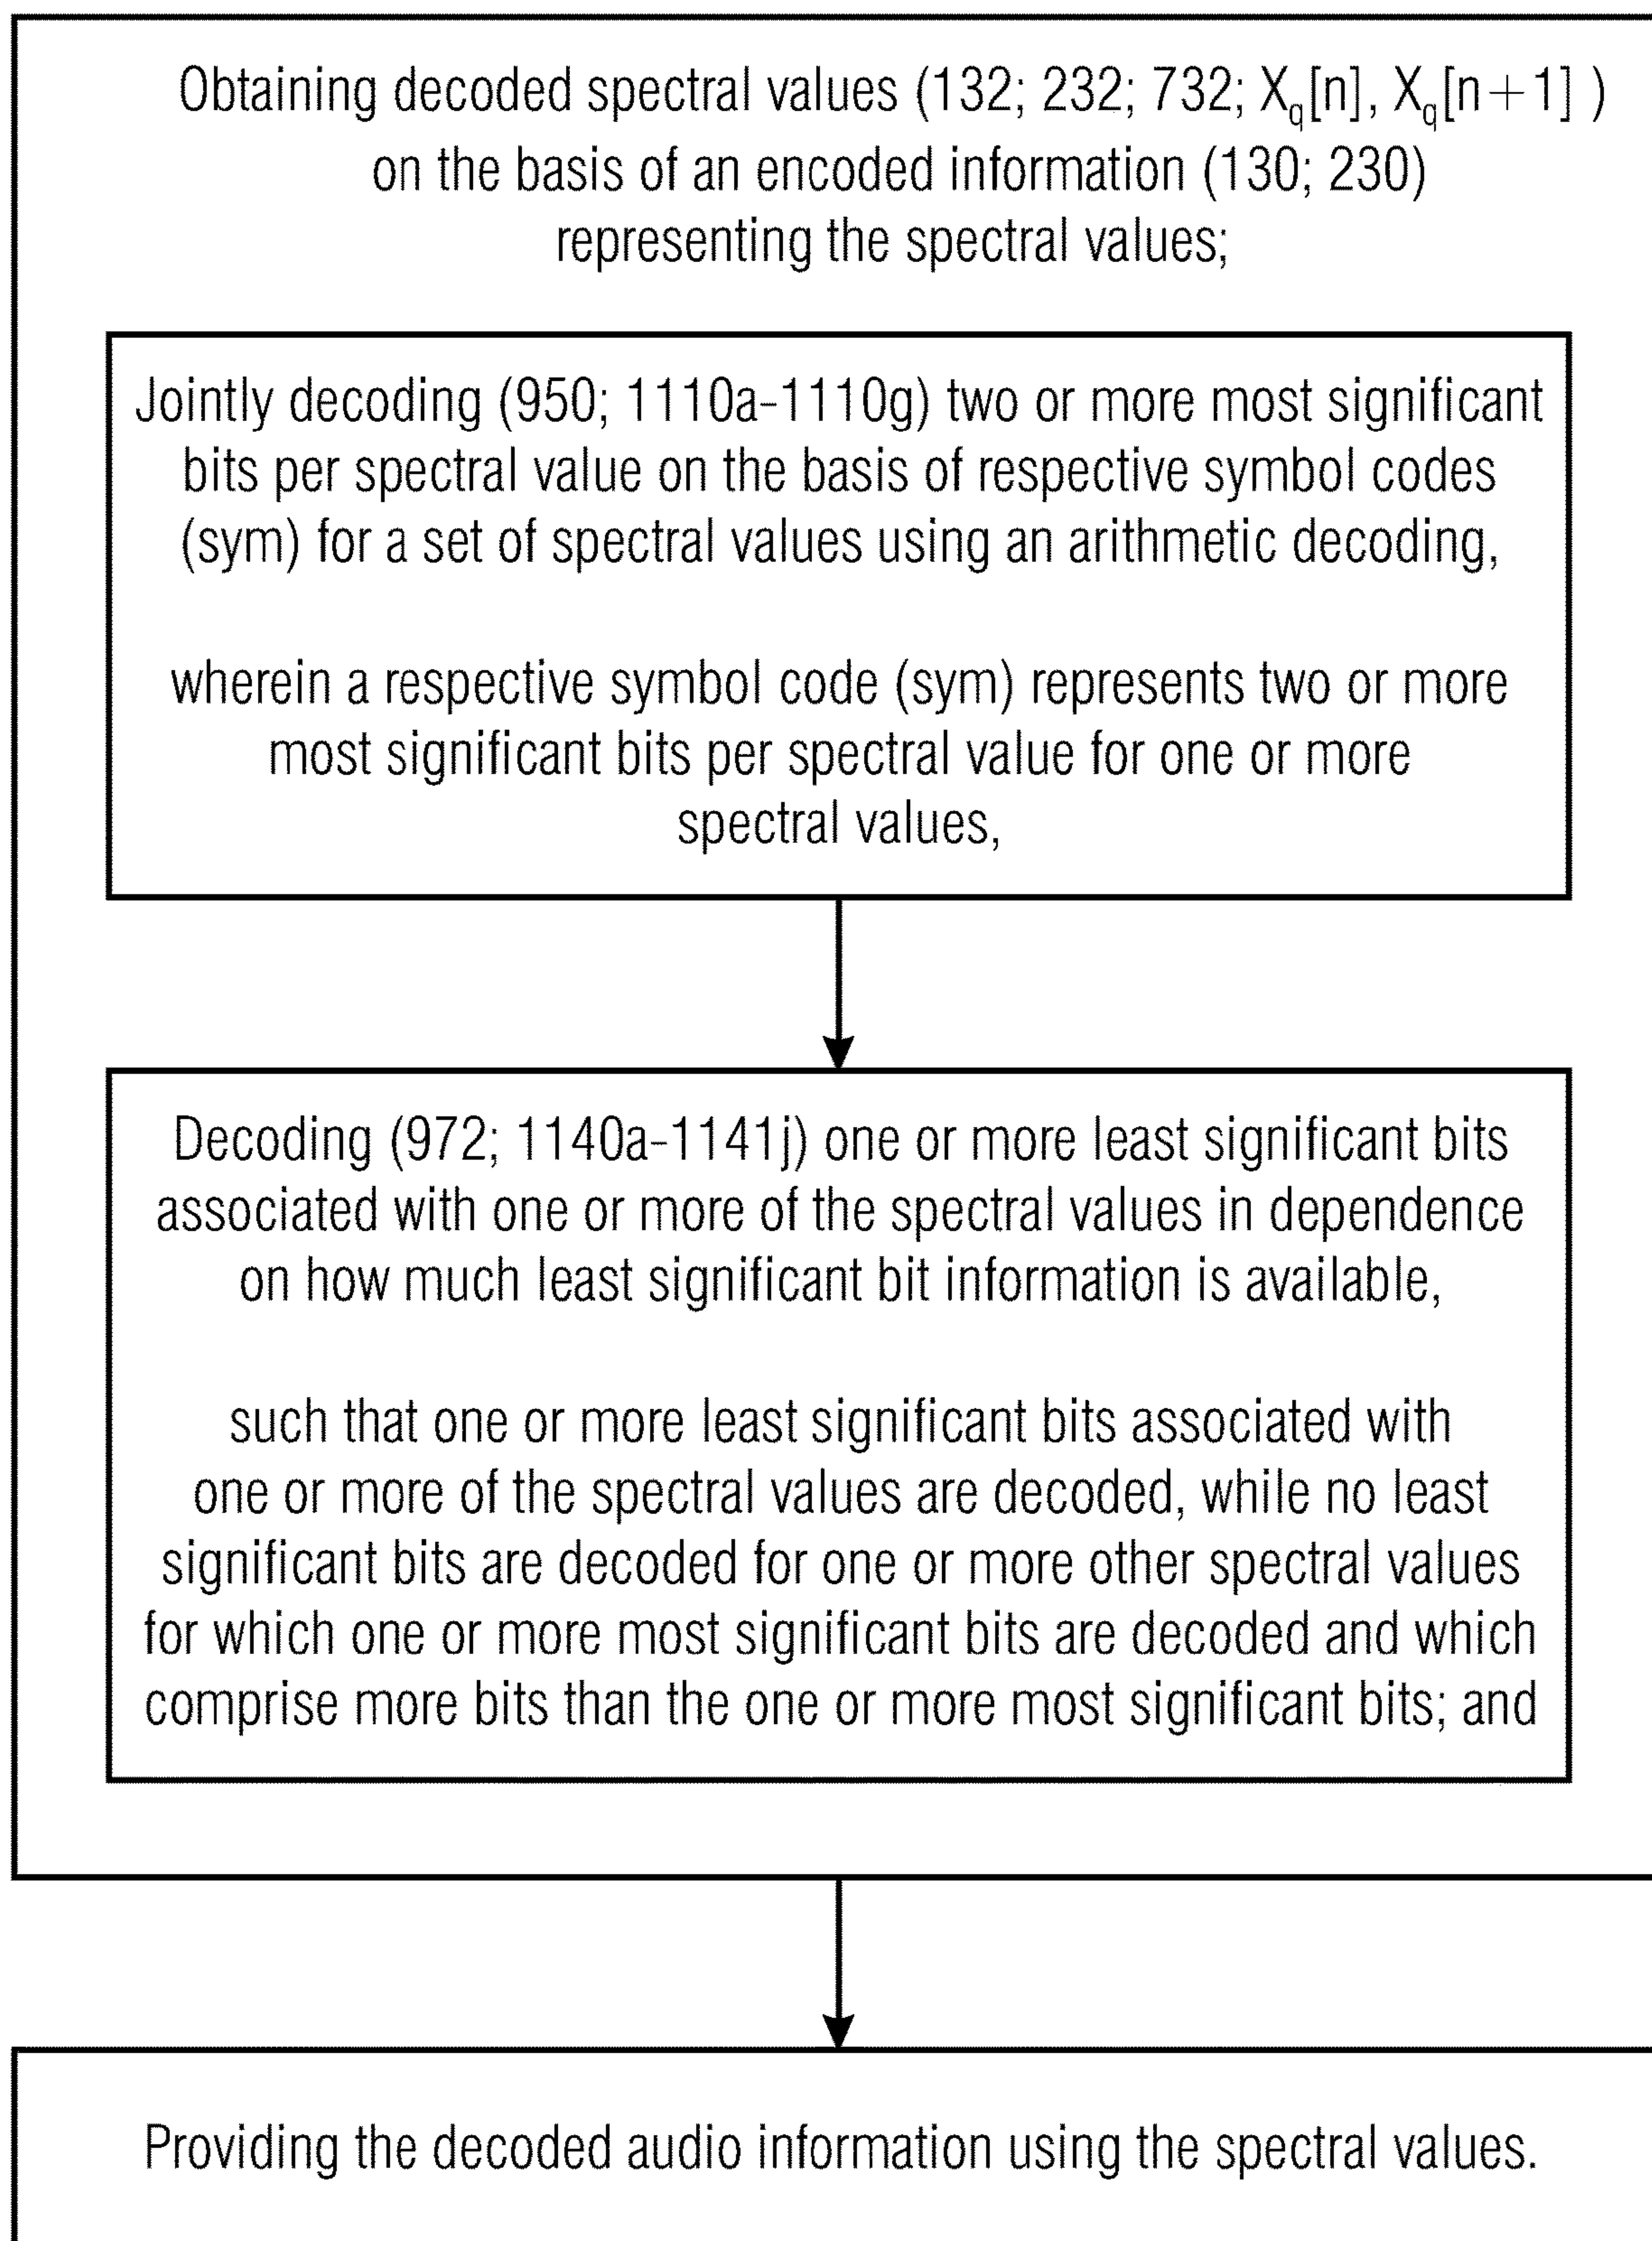 Obtaining decoded spectral values (132; 232; 732; Xq[n], Xq[n+1] )
on the basis of an encoded information (130; 230)
representing the spectral values;
Jointly decoding (950; 1110a-1110g) two or more most significant
bits per spectral value on the basis of respective symbol codes
(sym) for a set of spectral values using an arithmetic decoding,
wherein a respective symbol code (sym) represents two or more
most significant bits per spectral value for one or more
spectral values,
Decoding (972; 1140a-1141j) one or more least significant bits
associated with one or more of the spectral values in dependence
on how much least significant bit information is available,
such that one or more least significant bits associated with
one or more of the spectral values are decoded, while no least
significant bits are decoded for one or more other spectral values
for which one or more most significant bits are decoded and which
comprise more bits than the one or more most significant bits; and
Providing the decoded audio information using the spectral values.